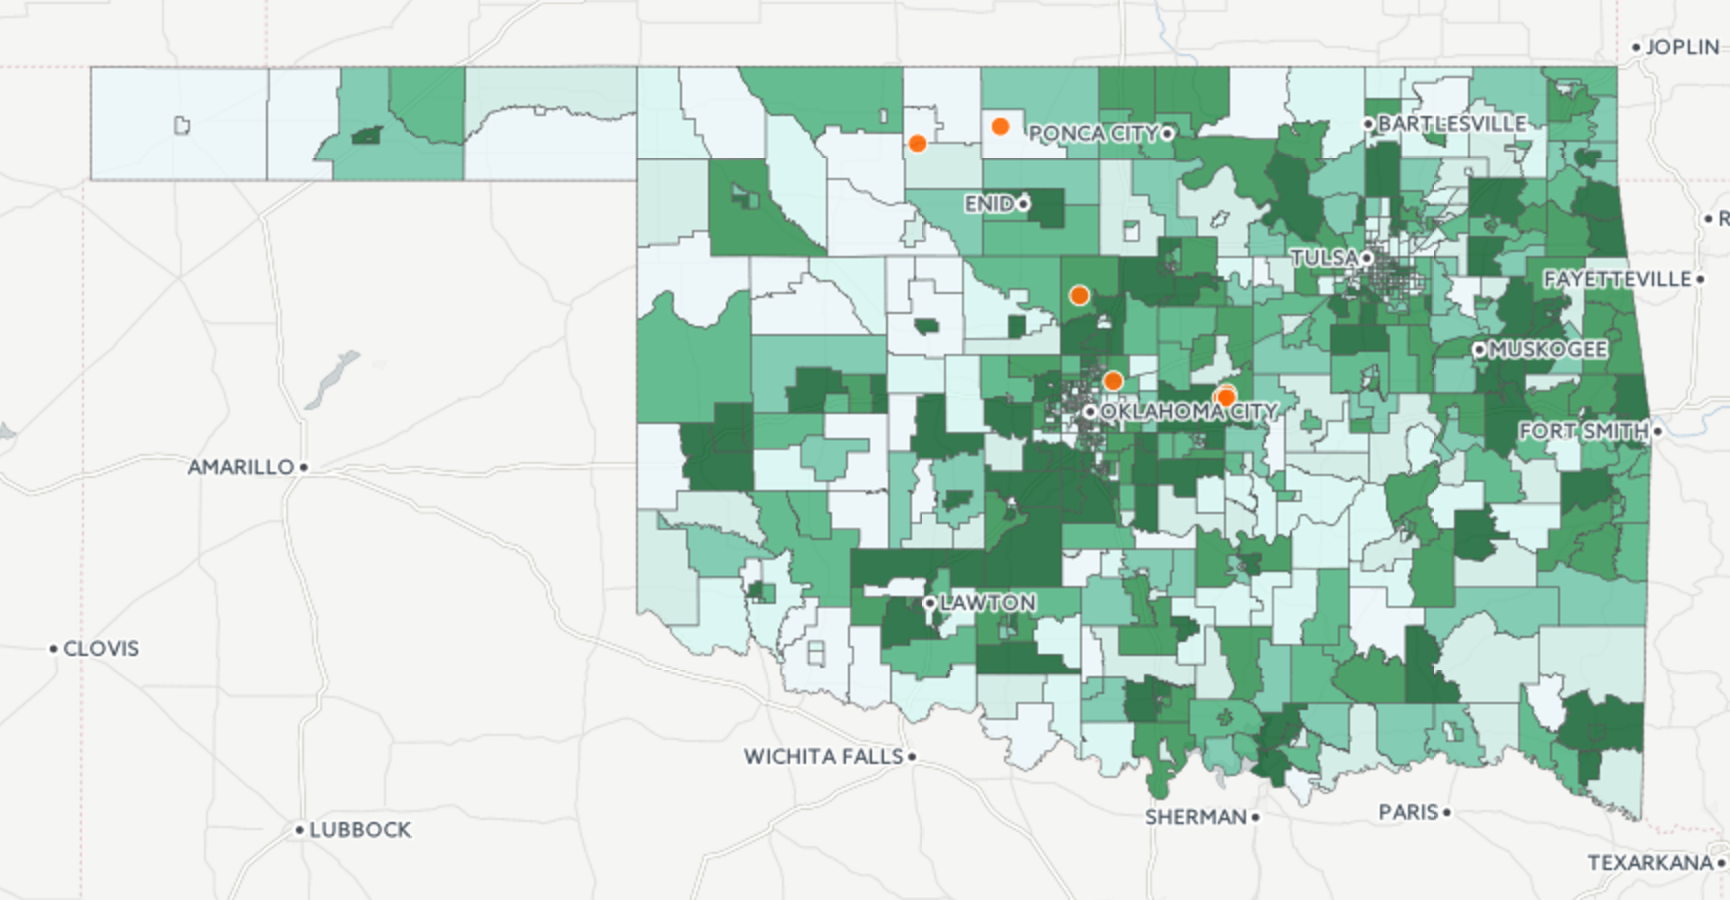 JOPLIN
PONCA CITY
BARTLESVILLE
ENID
R
TULSA
FAYETTEVILLE
MUSKOGEE
OKLAHOMA CITY
FORT SMITH
AMARILLO
LAWTON
CLOVIS
WICHITA FALLS
SHERMAN
PARIS
LUBBOCK
TEXARKANA